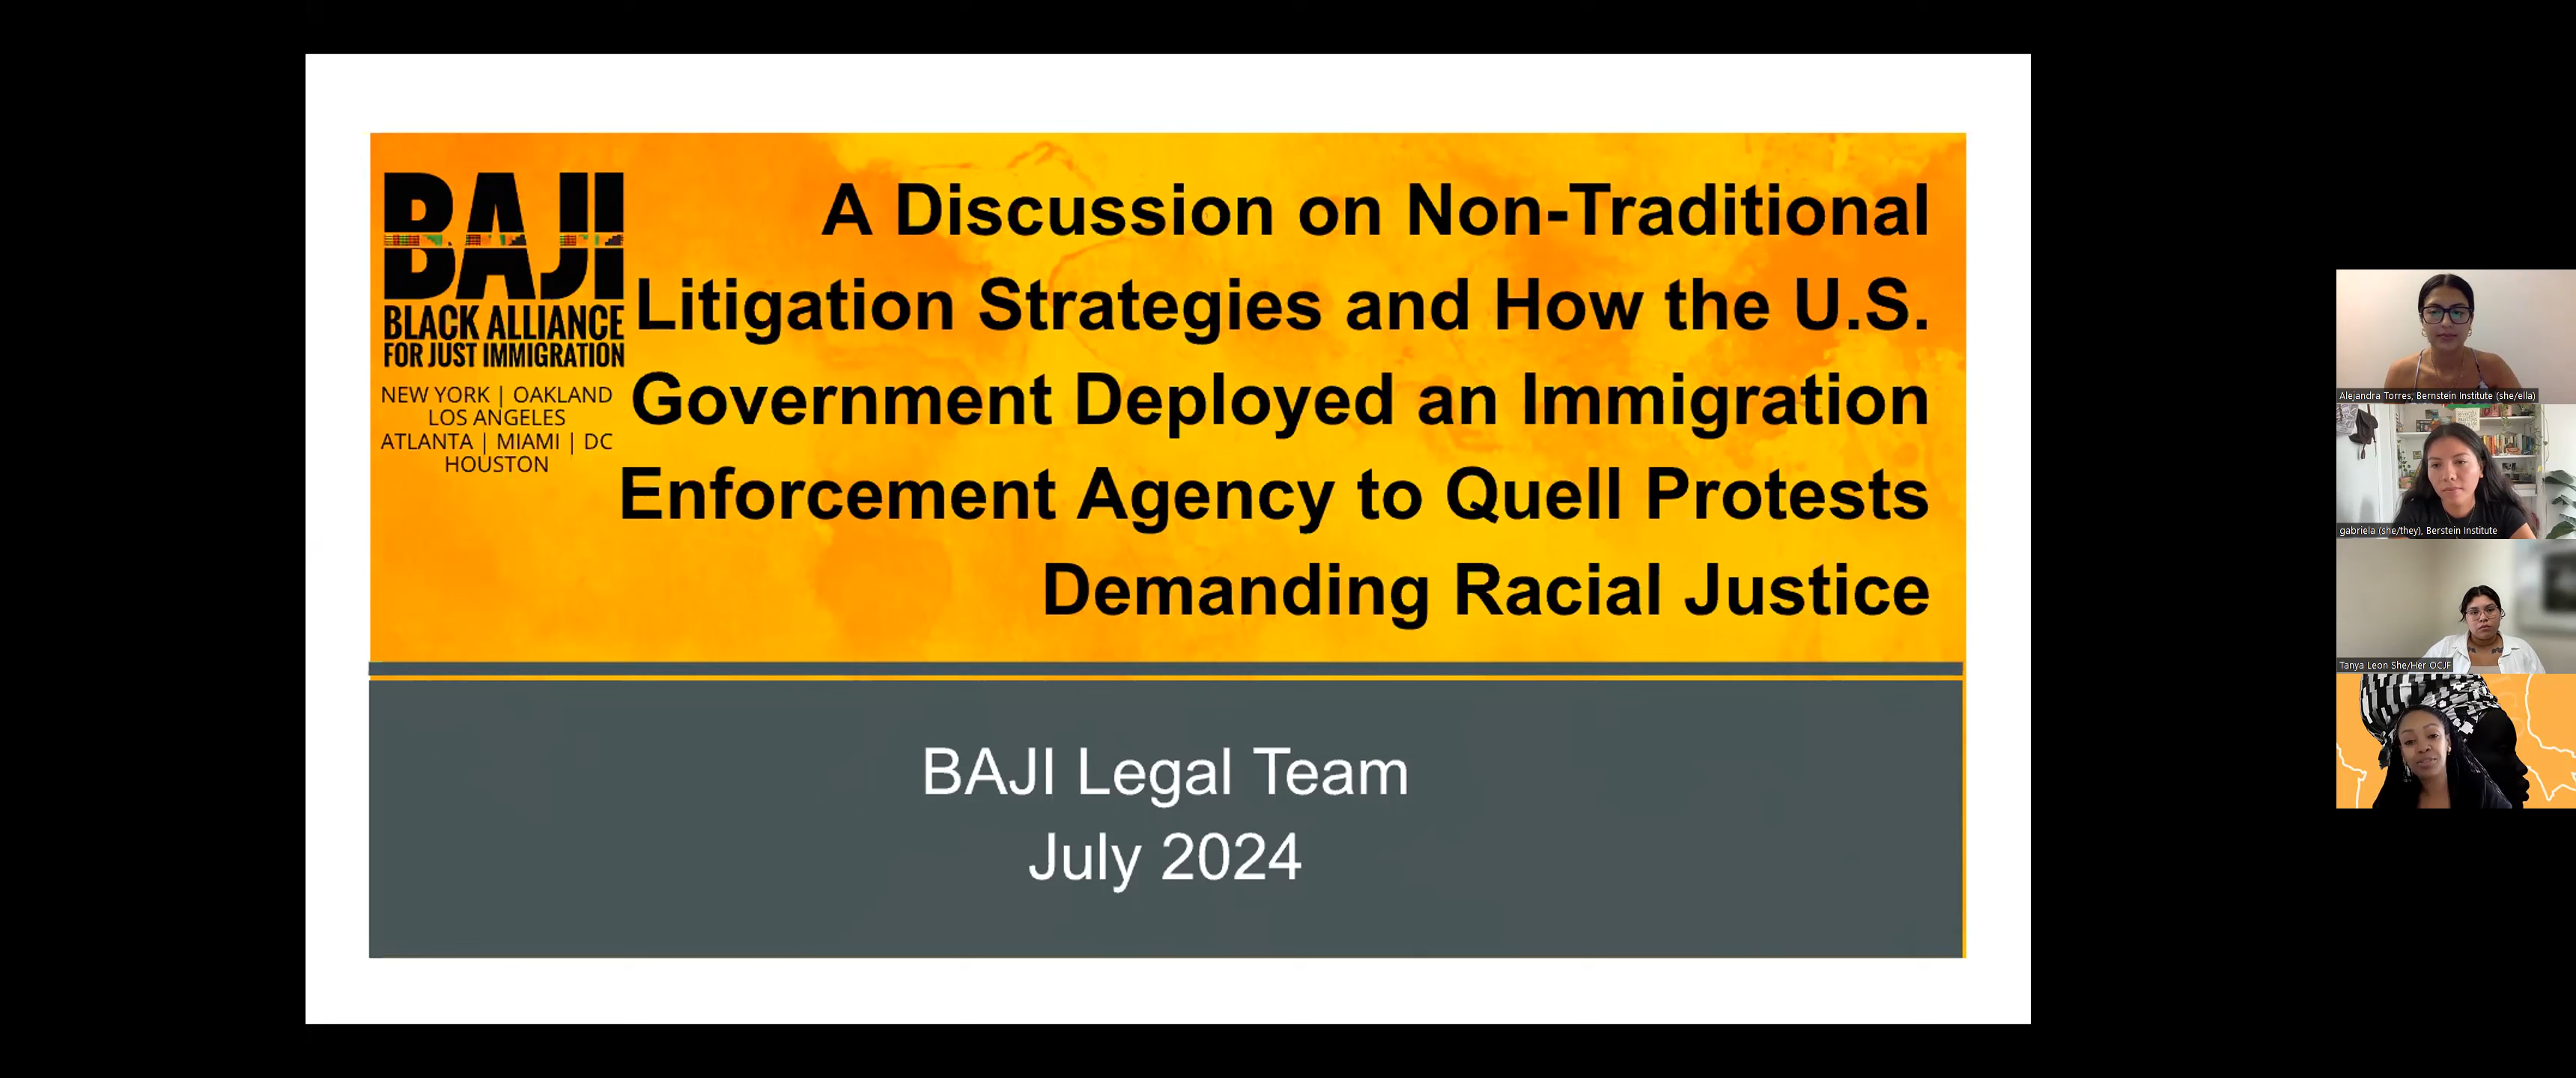 BAJI
BLACK ALLIANCE
FOR JUST IMMIGRATION
NEW YORK | OAKLAND
LOS ANGELES
ATLANTA | MIAMI | DC
HOUSTON
A Discussion on Non-Traditional
Litigation Strategies and How the U.S.
Government Deployed an Immigration
Enforcement Agency to Quell Protests
Demanding Racial Justice
BAJI Legal Team
July 2024
Alejandra Torres, Bernstein Institute (she/ella)
gabriela (she/they), Berstein Institute
Tanya Leon She/Her OCJF